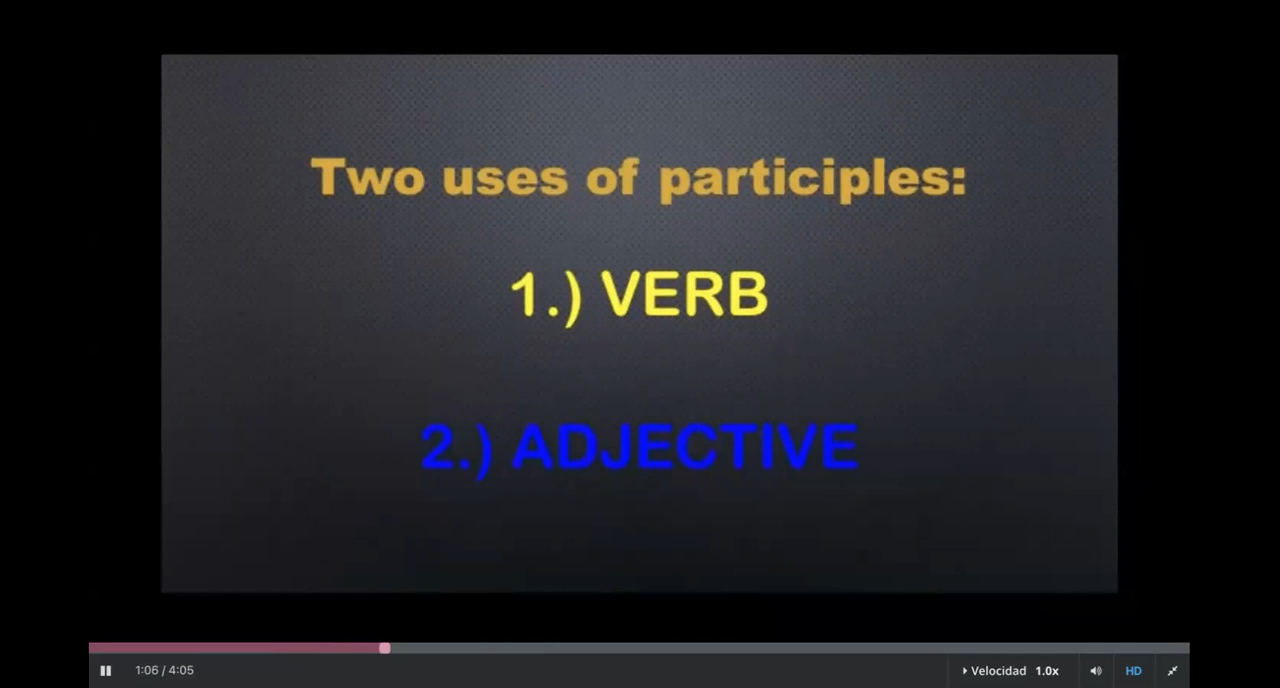 Two uses of participles:
1.) VERB
2.) ADJECTIVE
1:06 / 4:05
Velocidad 1.0x
HD